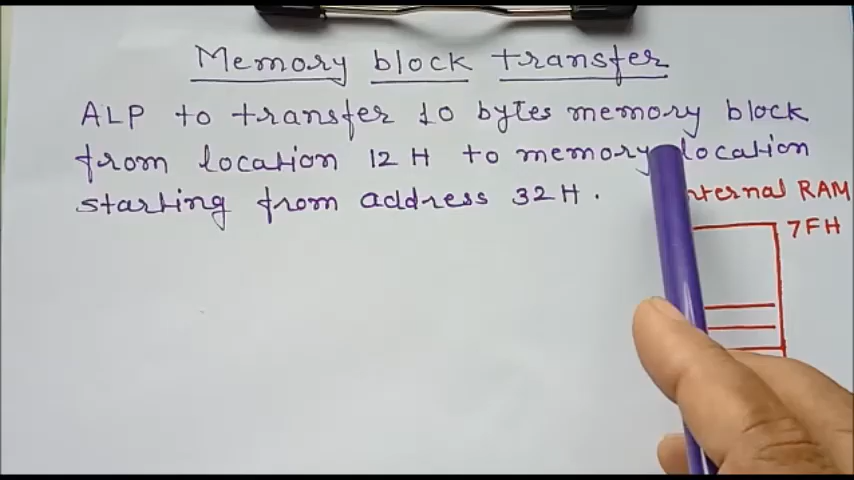 Memory block transfer
ALP to transfer 10 bytes memory block
from location 12 H to memory location
starting from address 32 H.
RAM
7FH